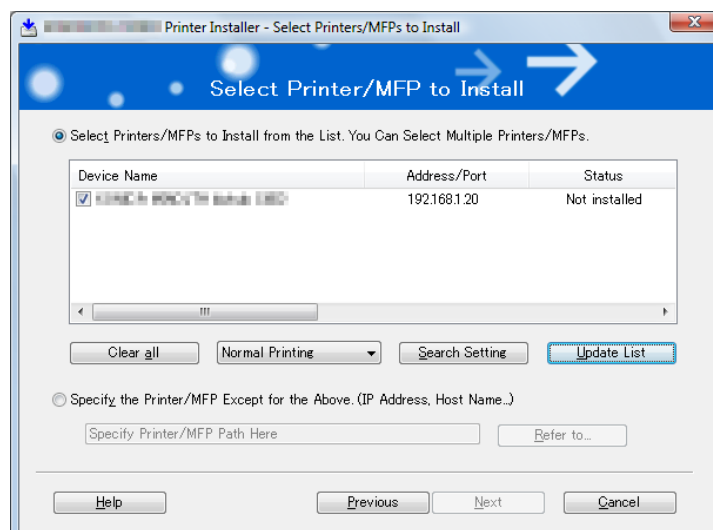 Printer Installer - Select Printers/MFPs to Install
Select Printer/MFP to Install
Select Printers/MFPs to Install from the List. You Can Select Multiple Printers/MFPs.
Device Name Address/Port Status
192.168.1.20 Not installed
Clear all Normal Printing Search Setting Update List
Specify the Printer/MFP Except for the Above. (IP Address, Host Name...)
Specify Printer/MFP Path Here Refer to...
Help Previous Next Cancel